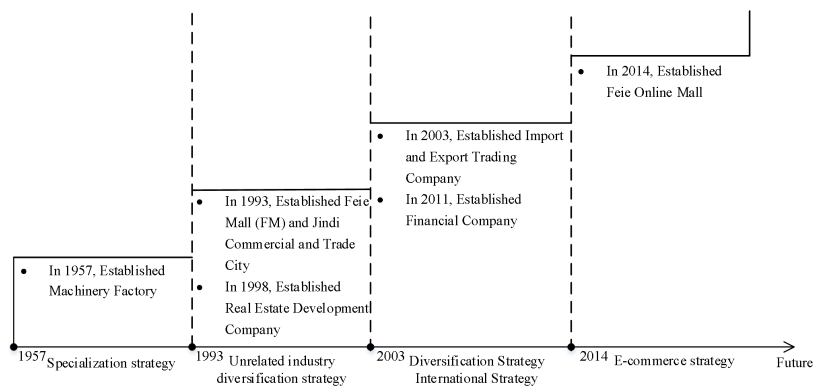 In 2014, Established
Feie Online Mall
In 2003, Established Import
and Export Trading
Company
In 2011, Established
Financial Company
In 1993, Established Feie
Mall (FM) and Jindi
Commercial and Trade
City
In 1998, Established
Real Estate Development
Company
In 1957, Established
Machinery Factory
1957
Specialization strategy
1993
Unrelated industry
diversification strategy
2003
Diversification Strategy
International Strategy
2014
E-commerce strategy
Future